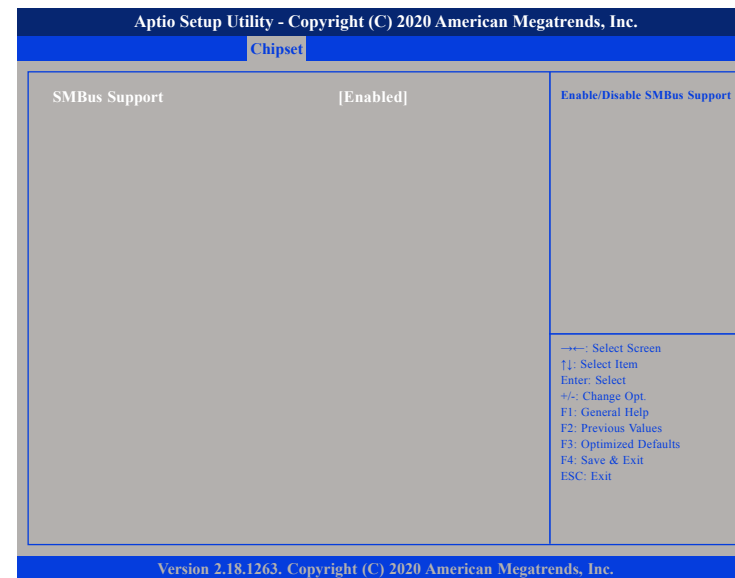 Aptio Setup Utility - Copyright (C) 2020 American Megatrends, Inc.
Chipset
SMBus Support [Enabled]
Enable/Disable SMBus Support
→←: Select Screen
↑↓: Select Item
Enter: Select
+/-: Change Opt.
F1: General Help
F2: Previous Values
F3: Optimized Defaults
F4: Save & Exit
ESC: Exit
Version 2.18.1263. Copyright (C) 2020 American Megatrends, Inc.